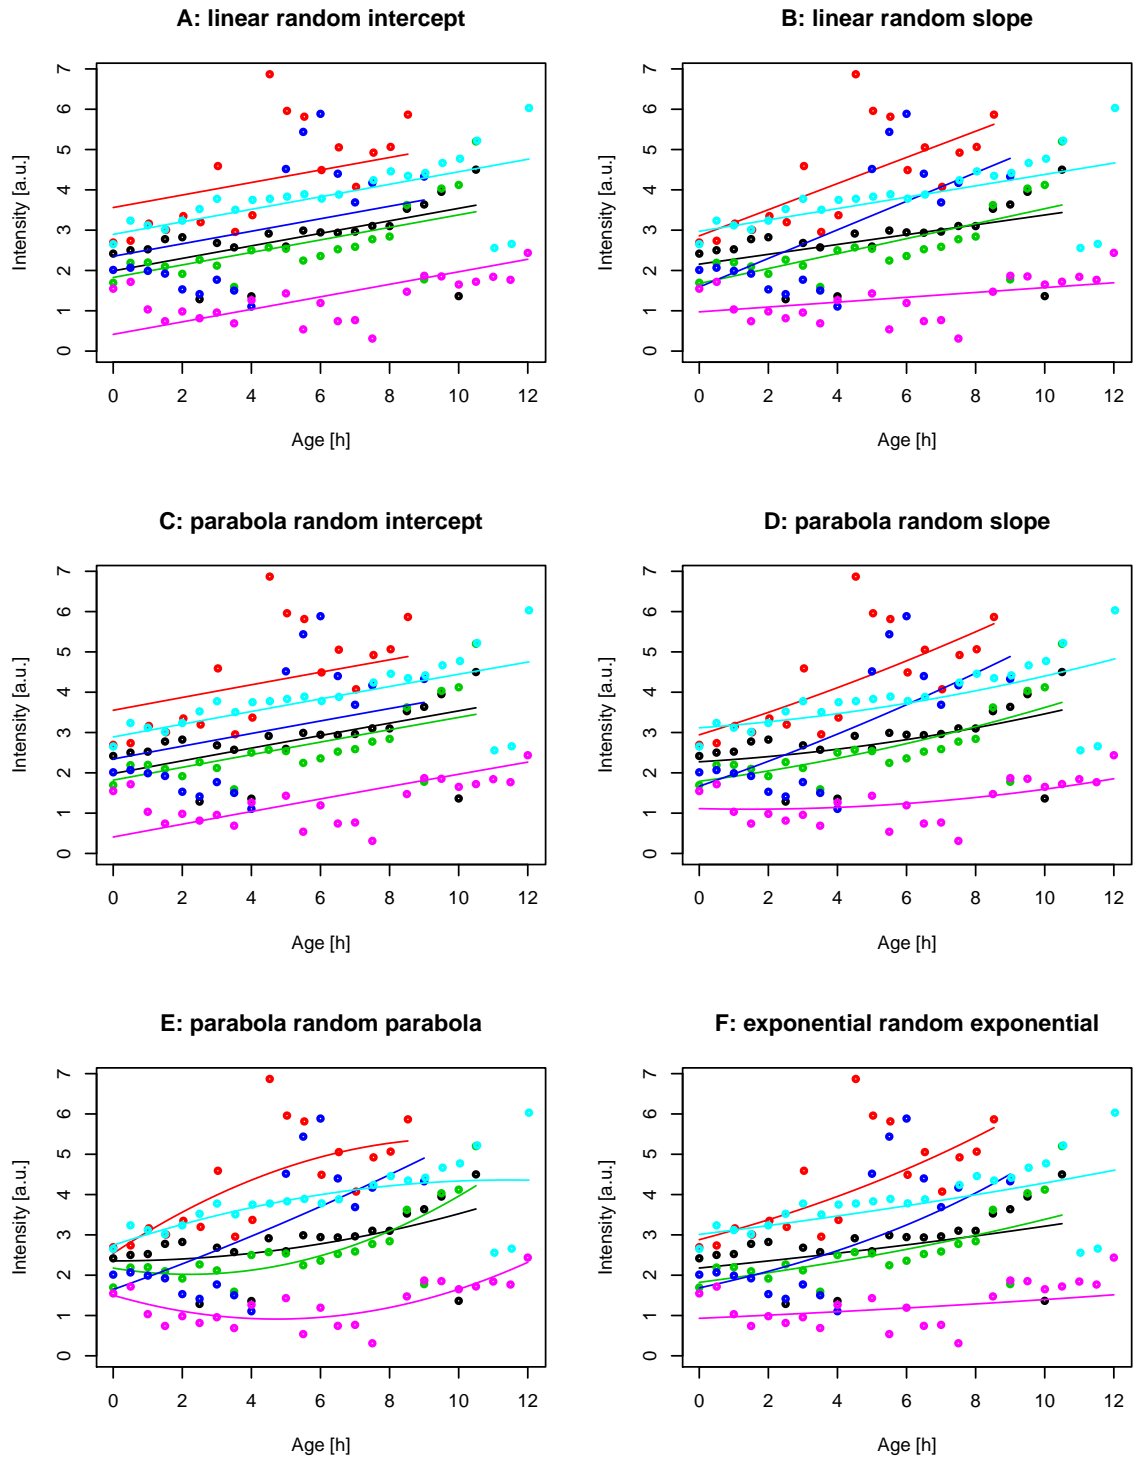 A: linear random intercept
Intensity [a.u.]
7
6
5
4
3
2
1
0
0 2 4 6 8 10 12
Age [h]
B: linear random slope
Intensity [a.u.]
7
6
5
4
3
2
1
0
0 2 4 6 8 10 12
Age [h]
C: parabola random intercept
Intensity [a.u.]
7
6
5
4
3
2
1
0
0 2 4 6 8 10 12
Age [h]
D: parabola random slope
Intensity [a.u.]
7
6
5
4
3
2
1
0
0 2 4 6 8 10 12
Age [h]
E: parabola random parabola
Intensity [a.u.]
7
6
5
4
3
2
1
0
0 2 4 6 8 10 12
Age [h]
F: exponential random exponential
Intensity [a.u.]
7
6
5
4
3
2
1
0
0 2 4 6 8 10 12
Age [h]